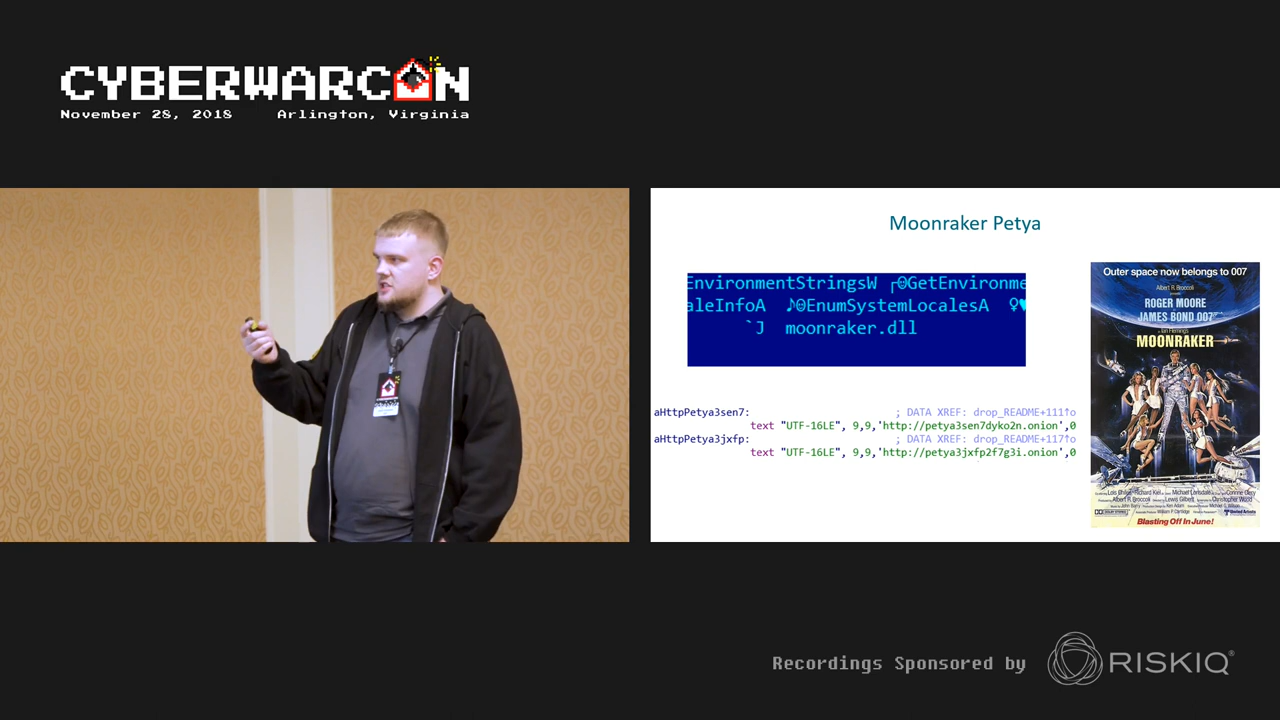 CYBERWARCON
November 28, 2018 Arlington, Virginia
Moonraker Petya
EnvironmentStringsW ┌☺GetEnvironme
aleInfoA ♪☺EnumSystemLocalesA ♀♥
`J moonraker.dll
aHttpPetya3sen7: ; DATA XREF: drop_README+111↑o
text "UTF-16LE", 9,9,'http://petya3sen7dyko2n.onion',0
aHttpPetya3jxfp: ; DATA XREF: drop_README+117↑o
text "UTF-16LE", 9,9,'http://petya3jxfp2f7g3i.onion',0
Outer space now belongs to 007
Albert R. Broccoli
ROGER MOORE
JAMES BOND 007
MOONRAKER
Blasting Off In June!
Recordings Sponsored by
RISKIQ®